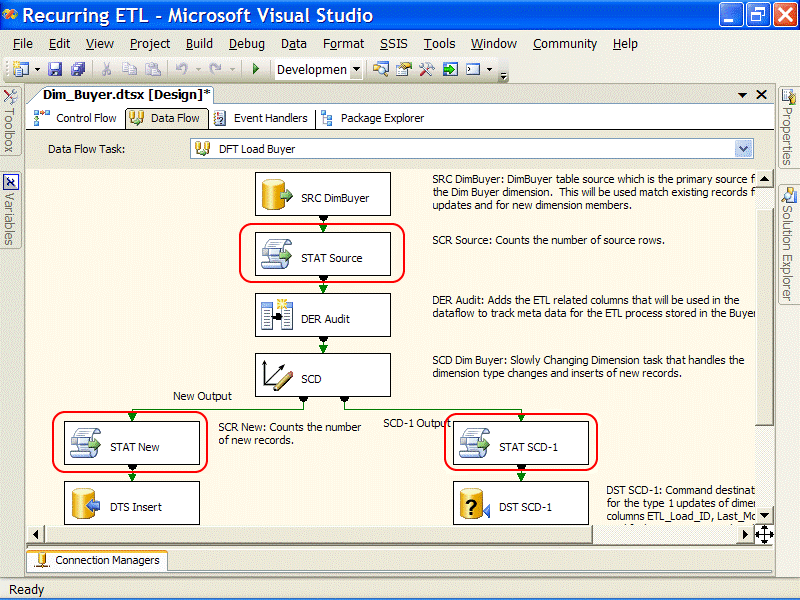 Recurring ETL - Microsoft Visual Studio
File Edit View Project Build Debug Data Format SSIS Tools Window Community Help
Developmen
Dim_Buyer.dtsx [Design]*
Control Flow Data Flow Event Handlers Package Explorer
Data Flow Task: DFT Load Buyer
Toolbox
Variables
Properties
Solution Explorer
SRC DimBuyer
SRC DimBuyer: DimBuyer table source which is the primary source f
the Dim Buyer dimension. This will be used match existing records f
updates and for new dimension members.
STAT Source
SCR Source: Counts the number of source rows.
DER Audit
DER Audit: Adds the ETL related columns that will be used in the
dataflow to track meta data for the ETL process stored in the Buyer
SCD
SCD Dim Buyer: Slowly Changing Dimension task that handles the
dimension type changes and inserts of new records.
New Output
SCD-1 Output
STAT New
SCR New: Counts the number
of new records.
STAT SCD-1
DTS Insert
DST SCD-1
?
DST SCD-1: Command destinat
for the type 1 updates of dimen
columns ETL_Load_ID, Last_Mo
Connection Managers
Ready